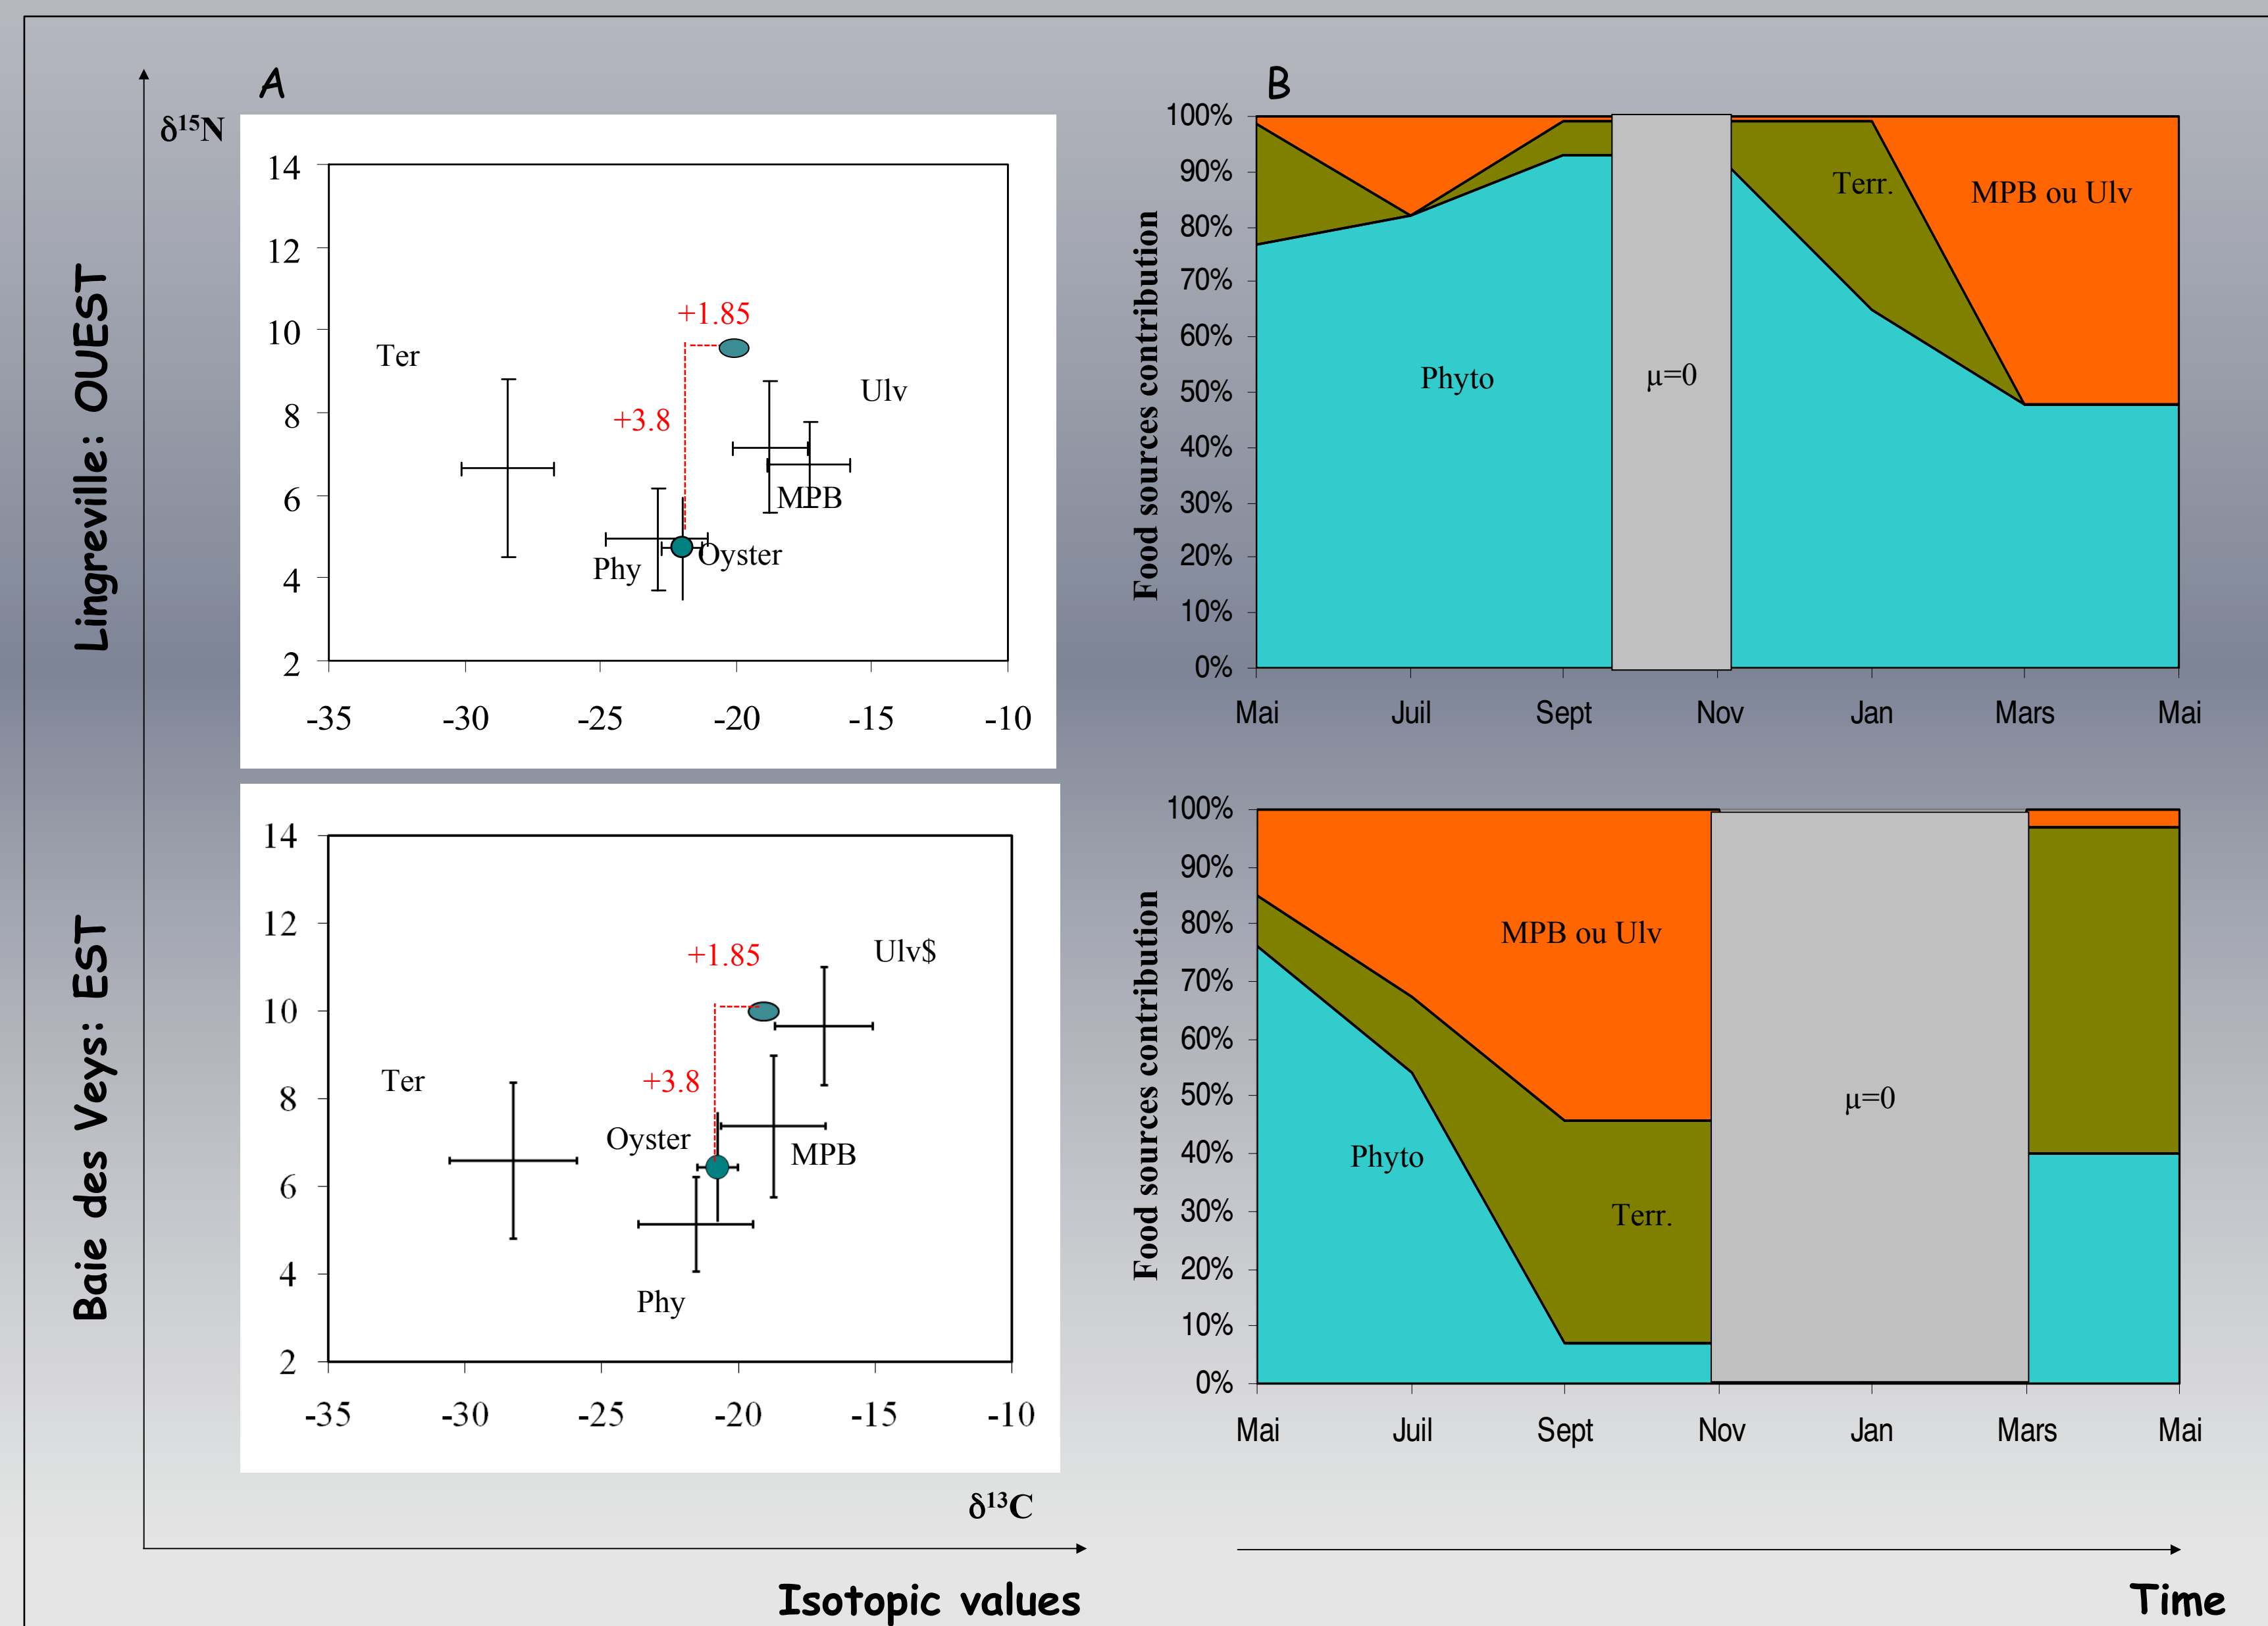 A
δ¹⁵N
14
12
10
8
6
4
2
-35 -30 -25 -20 -15 -10
Ter
+1.85
+3.8
Ulv
MPB
Phy
Oyster
Lingreville: OUEST
B
Food sources contribution
100%
90%
80%
70%
60%
50%
40%
30%
20%
10%
0%
Mai Juil Sept Nov Jan Mars Mai
Phyto
μ=0
Terr.
MPB ou Ulv
Baie des Veys: EST
14
12
10
8
6
4
2
-35 -30 -25 -20 -15 -10
Ter
+1.85
+3.8
Ulv$
Oyster
MPB
Phy
δ¹³C
Isotopic values
Food sources contribution
100%
90%
80%
70%
60%
50%
40%
30%
20%
10%
0%
Mai Juil Sept Nov Jan Mars Mai
MPB ou Ulv
Phyto
Terr.
μ=0
Time